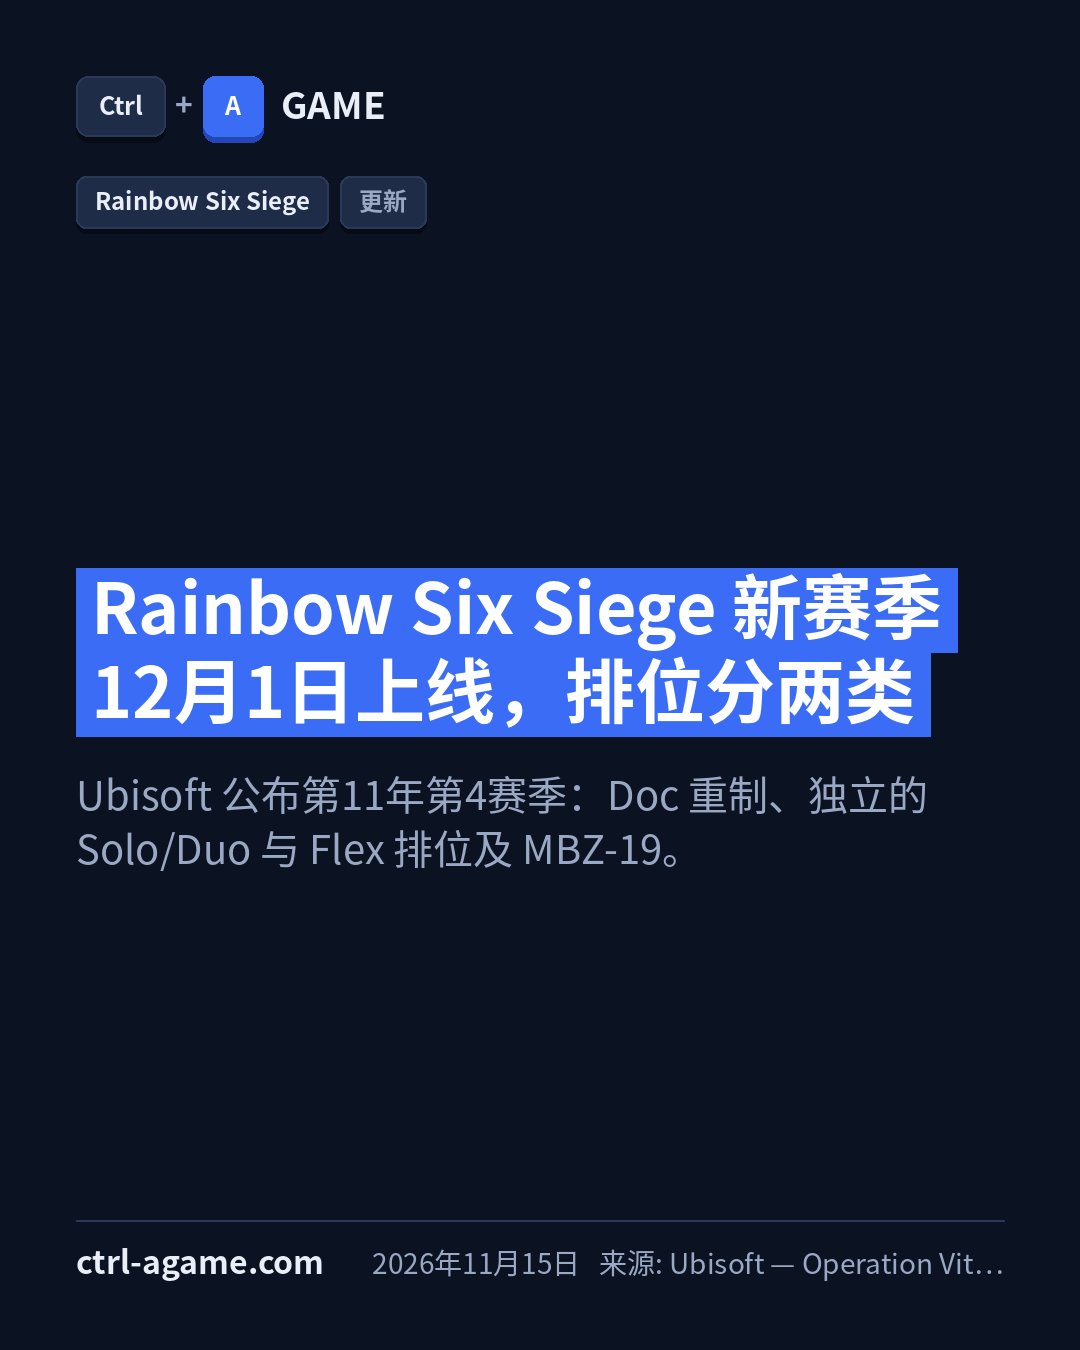 Ctrl + A GAME
Rainbow Six Siege 更新
Rainbow Six Siege 新赛季
12月1日上线，排位分两类
Ubisoft 公布第11年第4赛季：Doc 重制、独立的
Solo/Duo 与 Flex 排位及 MBZ-19。
ctrl-agame.com 2026年11月15日 来源: Ubisoft — Operation Vit…